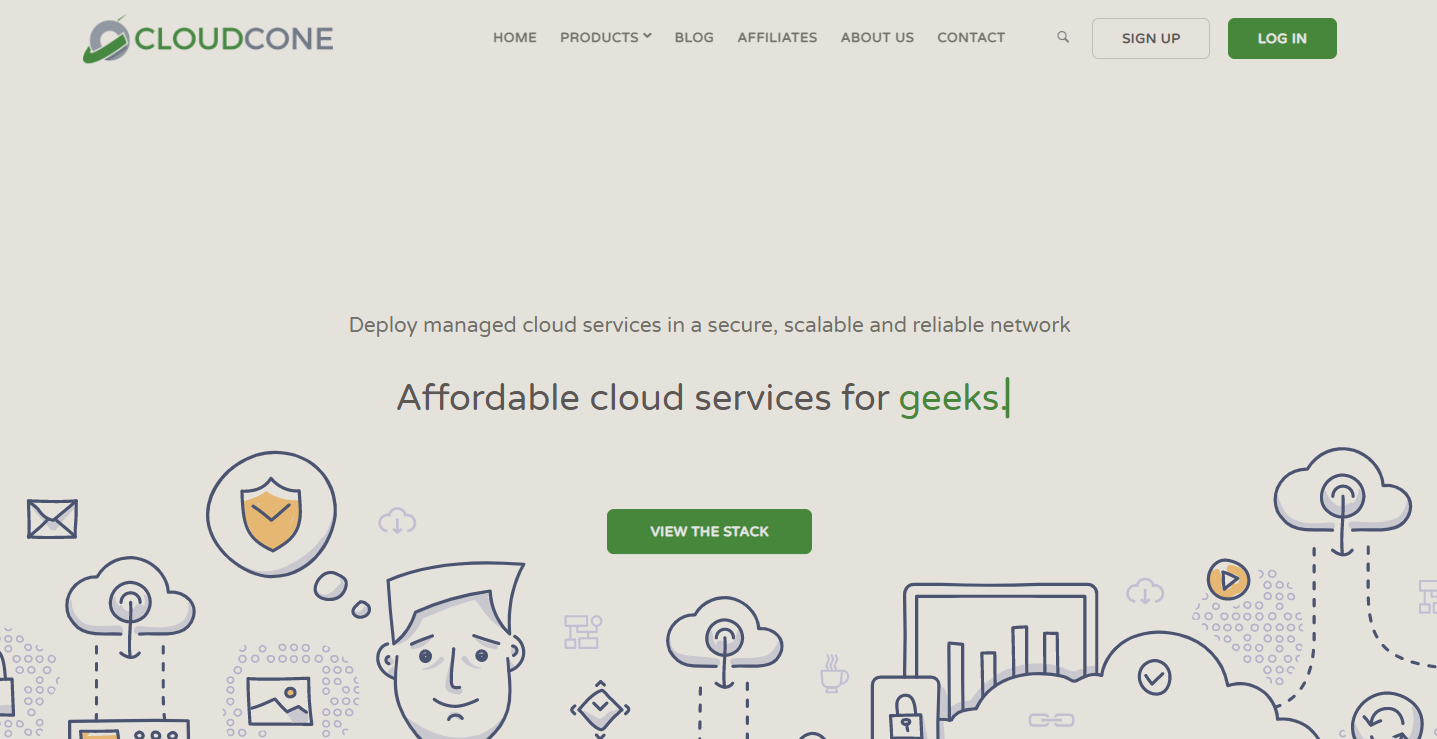 CLOUDCONE
HOME PRODUCTS BLOG AFFILIATES ABOUT US CONTACT SIGN UP LOG IN
Deploy managed cloud services in a secure, scalable and reliable network
Affordable cloud services for geeks.
VIEW THE STACK